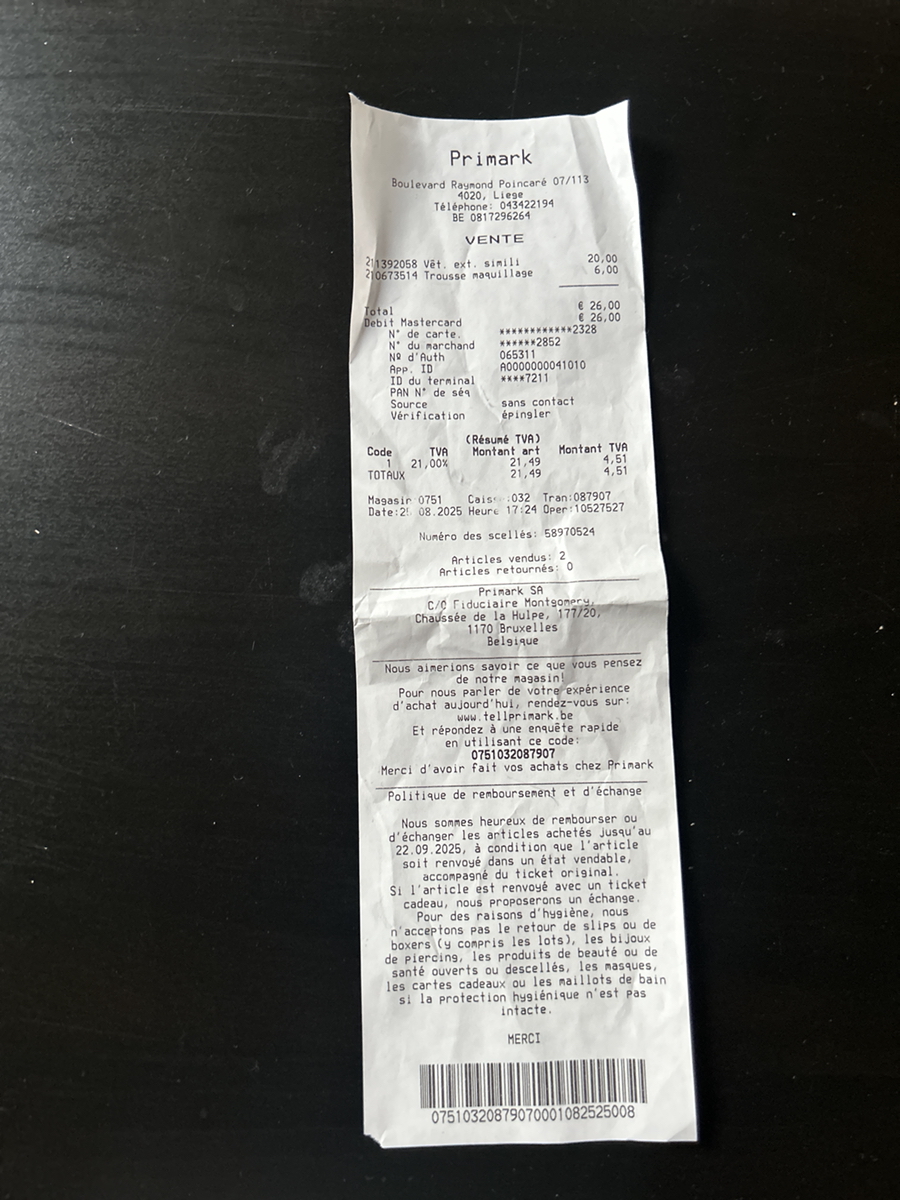 Primark
Boulevard Raymond Poincaré 07/113
4020, Liege
Téléphone: 043422194
BE 0817296264
VENTE
211392058 Vêt. ext. simili 20,00
210673514 Trousse maquillage 6,00
Total € 26,00
Debit Mastercard € 26,00
N° de carte. ************2328
N° du marchand ******2852
Nº d'Auth 065311
App. ID A0000000041010
ID du terminal ****7211
PAN N° de séq
Source sans contact
Vérification épingler
(Résumé TVA)
Code TVA Montant art Montant TVA
1 21,00% 21,49 4,51
TOTAUX 21,49 4,51
Magasin 0751 :032 Tran:087907
08.2025 Heure 17:24 Oper:10527527
Numéro des scellés: 58970524
Articles vendus: 2
Articles retournés: 0
Primark SA
C/O Fiduciaire Montgomery,
Chaussée de la Hulpe, 177/20,
1170 Bruxelles
Belgique
Nous aimerions savoir ce que vous pensez
de notre magasin!
Pour nous parler de votre expérience
d'achat aujourd'hui, rendez-vous sur:
www.tellprimark.be
Et répondez à une enquête rapide
en utilisant ce code:
0751032087907
Merci d'avoir fait vos achats chez Primark
Politique de remboursement et d'échange
Nous sommes heureux de rembourser ou
d'échanger les articles achetés jusqu'au
22.09.2025, à condition que l'article
soit renvoyé dans un état vendable,
accompagné du ticket original.
Si l'article est renvoyé avec un ticket
cadeau, nous proposerons un échange.
Pour des raisons d'hygiène, nous
n'acceptons pas le retour de slips ou de
boxers (y compris les lots), les bijoux
de piercing, les produits de beauté ou de
santé ouverts ou descellés, les masques,
les cartes cadeaux ou les maillots de bain
si la protection hygiénique n'est pas
intacte.
MERCI
07510320879070001082525008